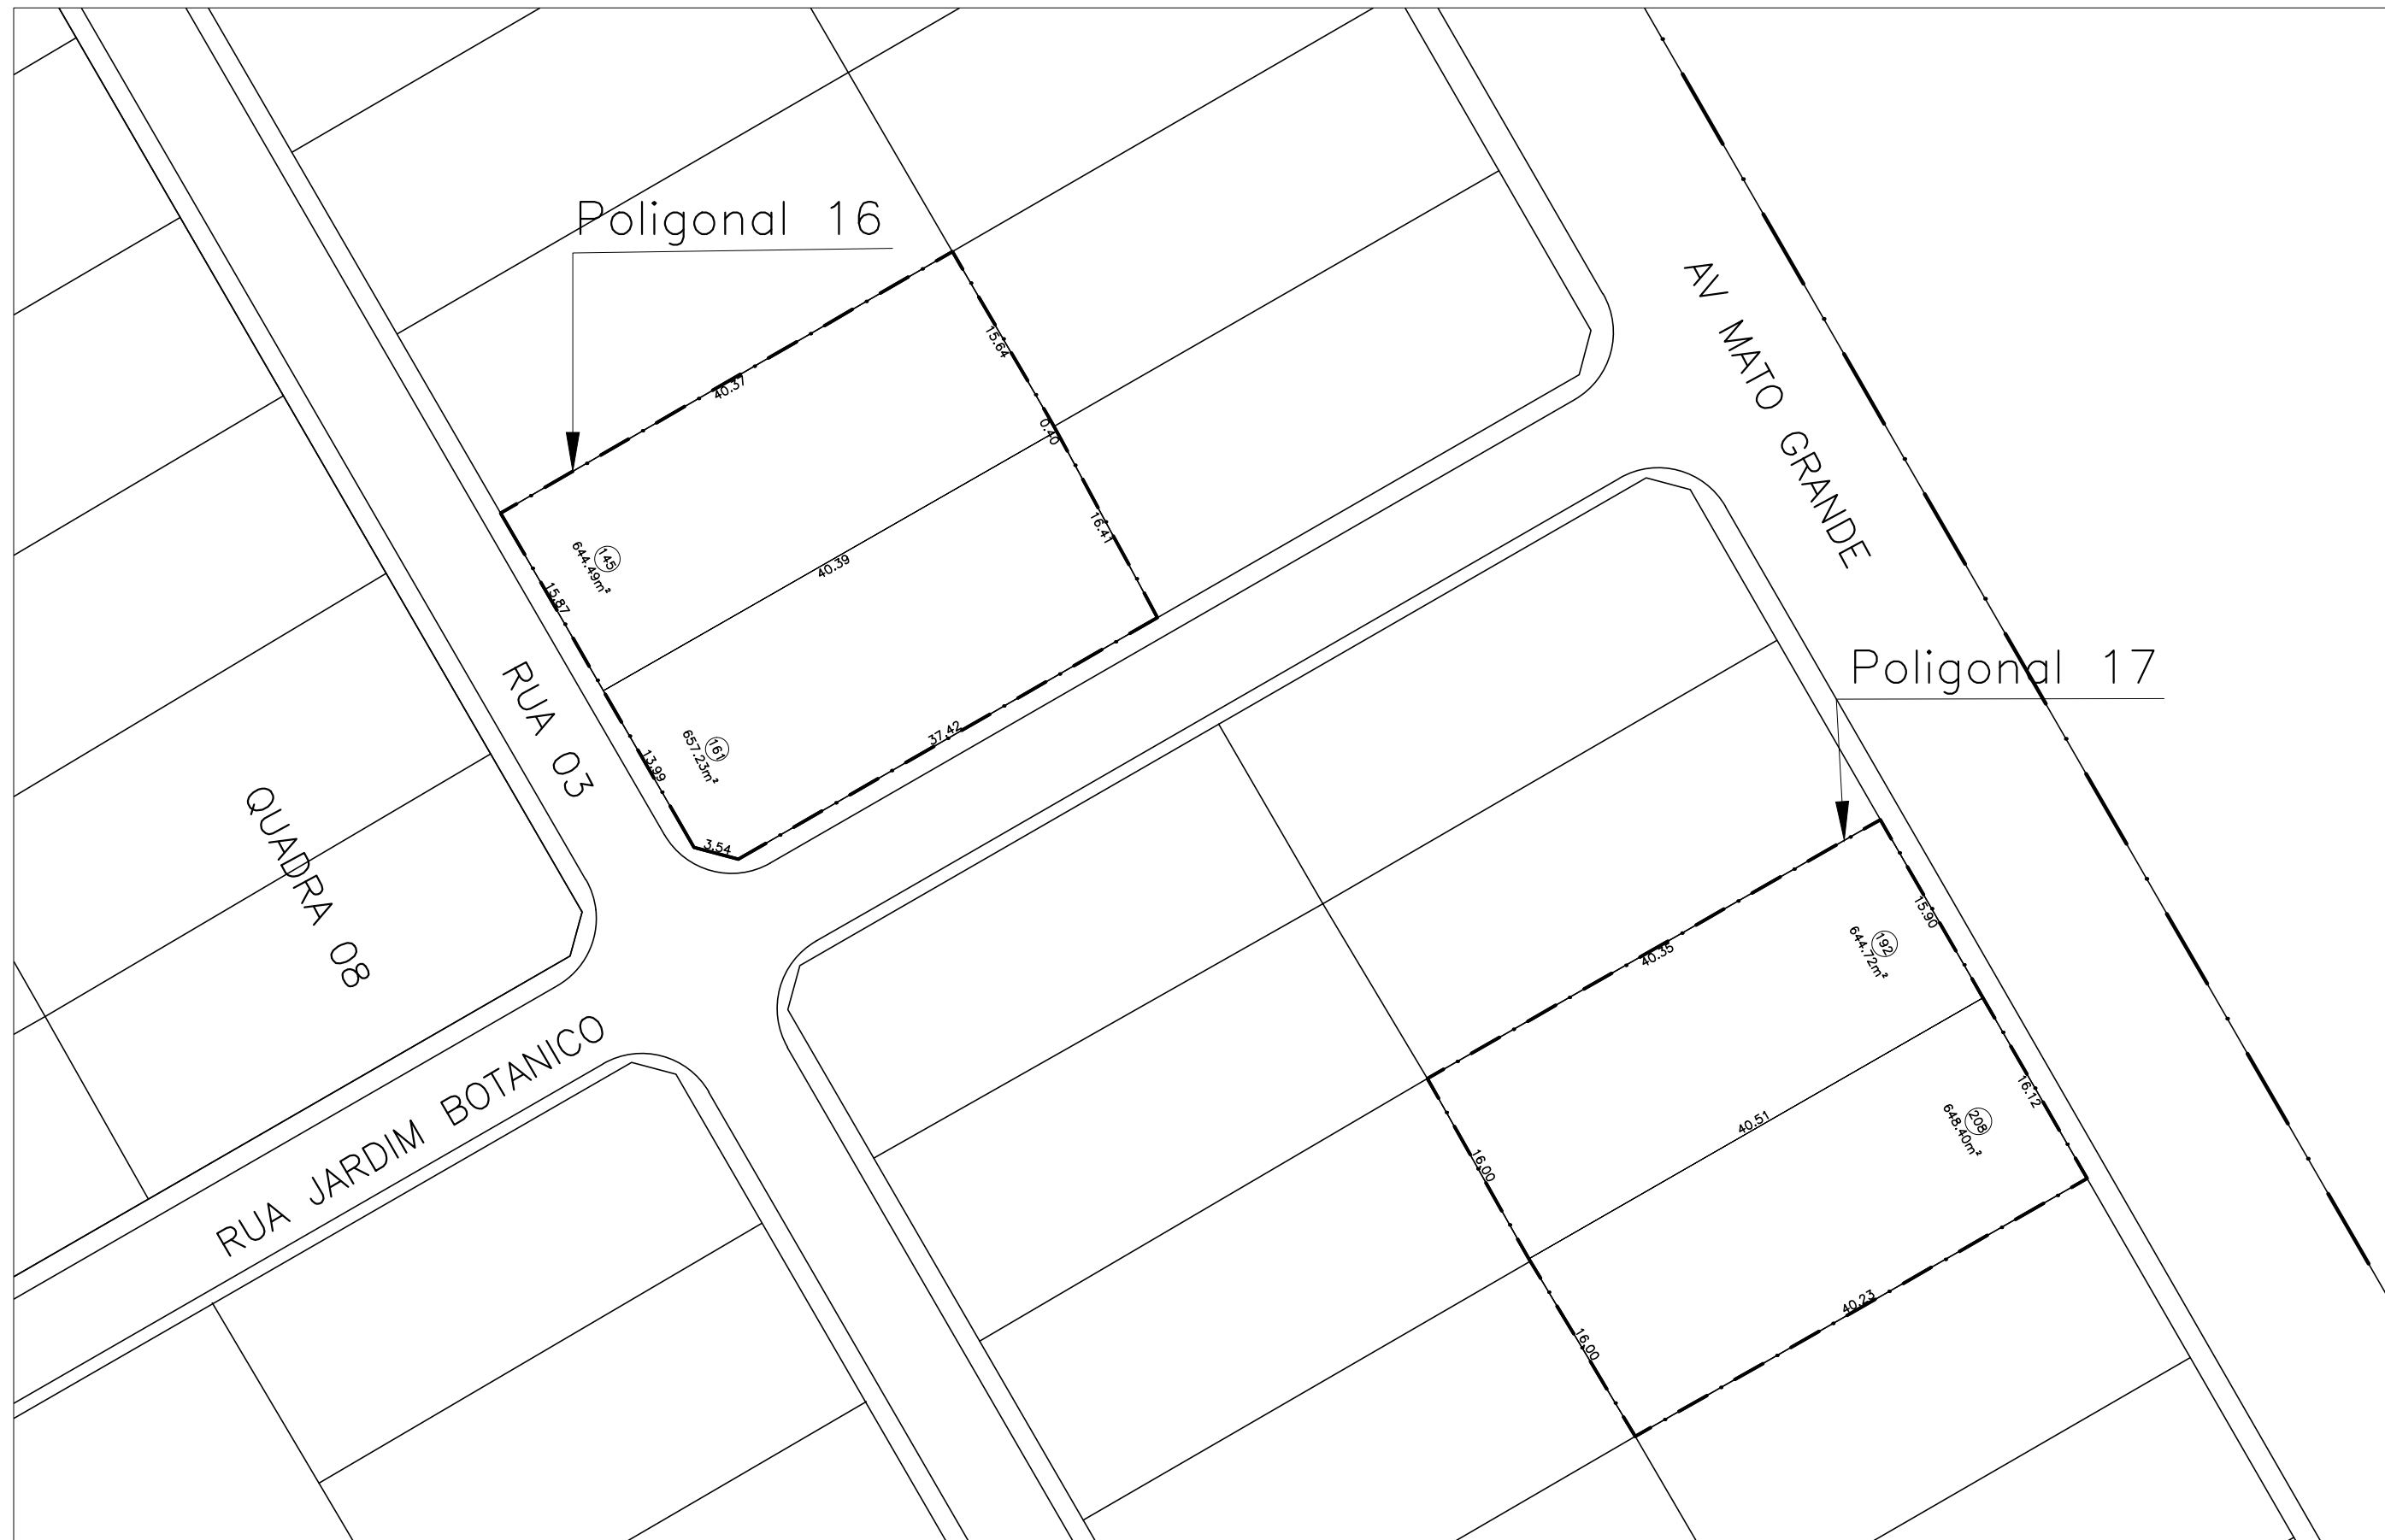 Poligonal 16
AV MATO GRANDE
15.64
40.37
0.40
16.41
145
644.49m²
40.39
15.87
RUA 03
Poligonal 17
37.42
161
657.23m²
13.99
3.54
QUADRA 08
15.90
192
644.72m²
40.35
RUA JARDIM BOTANICO
16.12
208
648.40m²
40.51
16.00
40.23
16.00